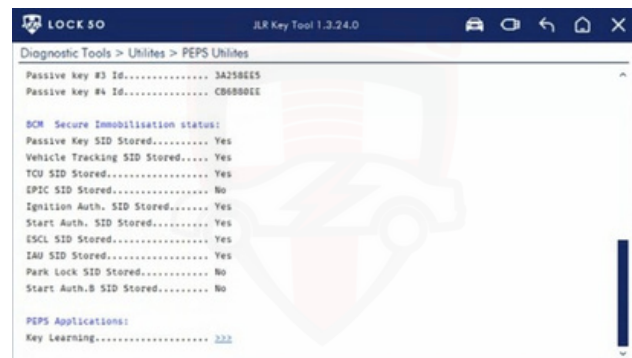 LOCK 50
JLR Key Tool 1.3.24.0
Diagnostic Tools > Utilites > PEPS Utilites
Passive key #3 Id............... 3A258EE5
Passive key #4 Id............... CB6BB0EE
BCM Secure Immobilisation status:
Passive Key SID Stored.......... Yes
Vehicle Tracking SID Stored..... Yes
TCU SID Stored.................. Yes
EPIC SID Stored................. No
Ignition Auth. SID Stored....... Yes
Start Auth. SID Stored.......... Yes
ESCL SID Stored................. Yes
IAU SID Stored.................. Yes
Park Lock SID Stored............ No
Start Auth.B SID Stored......... No
PEPS Applications:
Key Learning.................... >>>